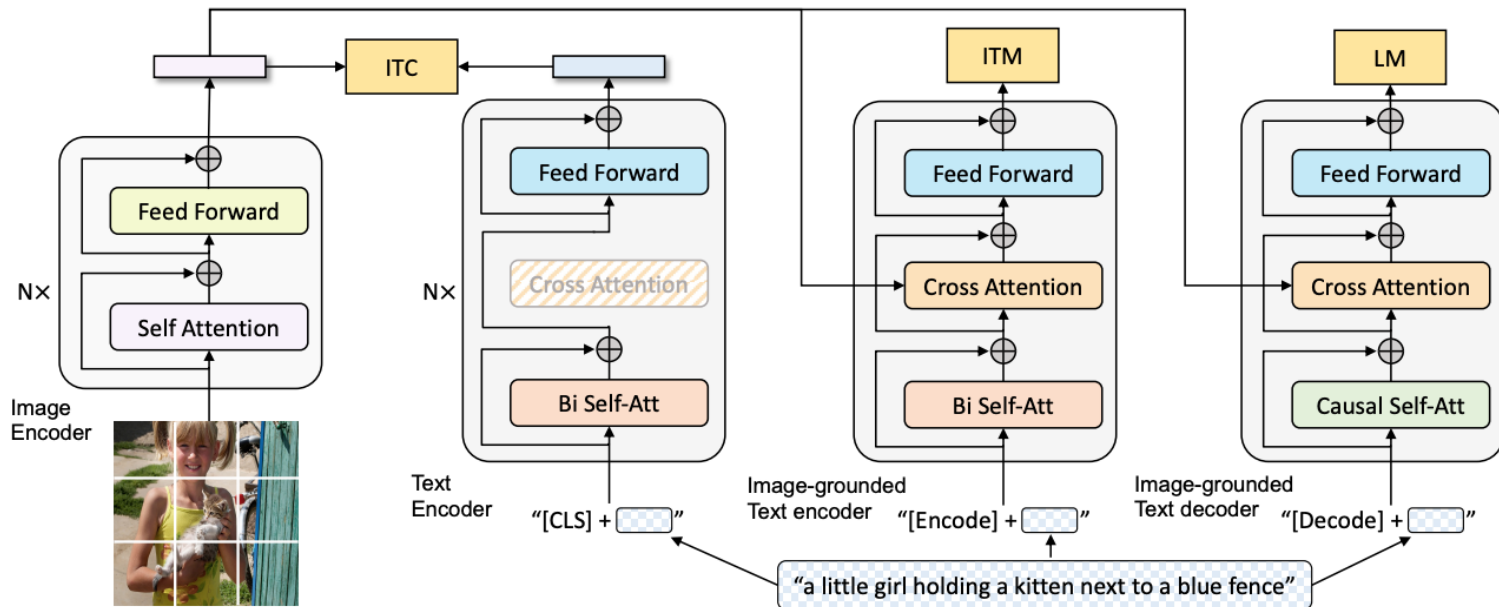 ITC
ITM
LM
Feed Forward
Feed Forward
Feed Forward
Feed Forward
N×
Self Attention
N×
Cross Attention
Cross Attention
Cross Attention
Bi Self-Att
Bi Self-Att
Causal Self-Att
Image
Encoder
Text
Encoder
“[CLS] + ”
Image-grounded
Text encoder
“[Encode] + ”
Image-grounded
Text decoder
“[Decode] + ”
“a little girl holding a kitten next to a blue fence”